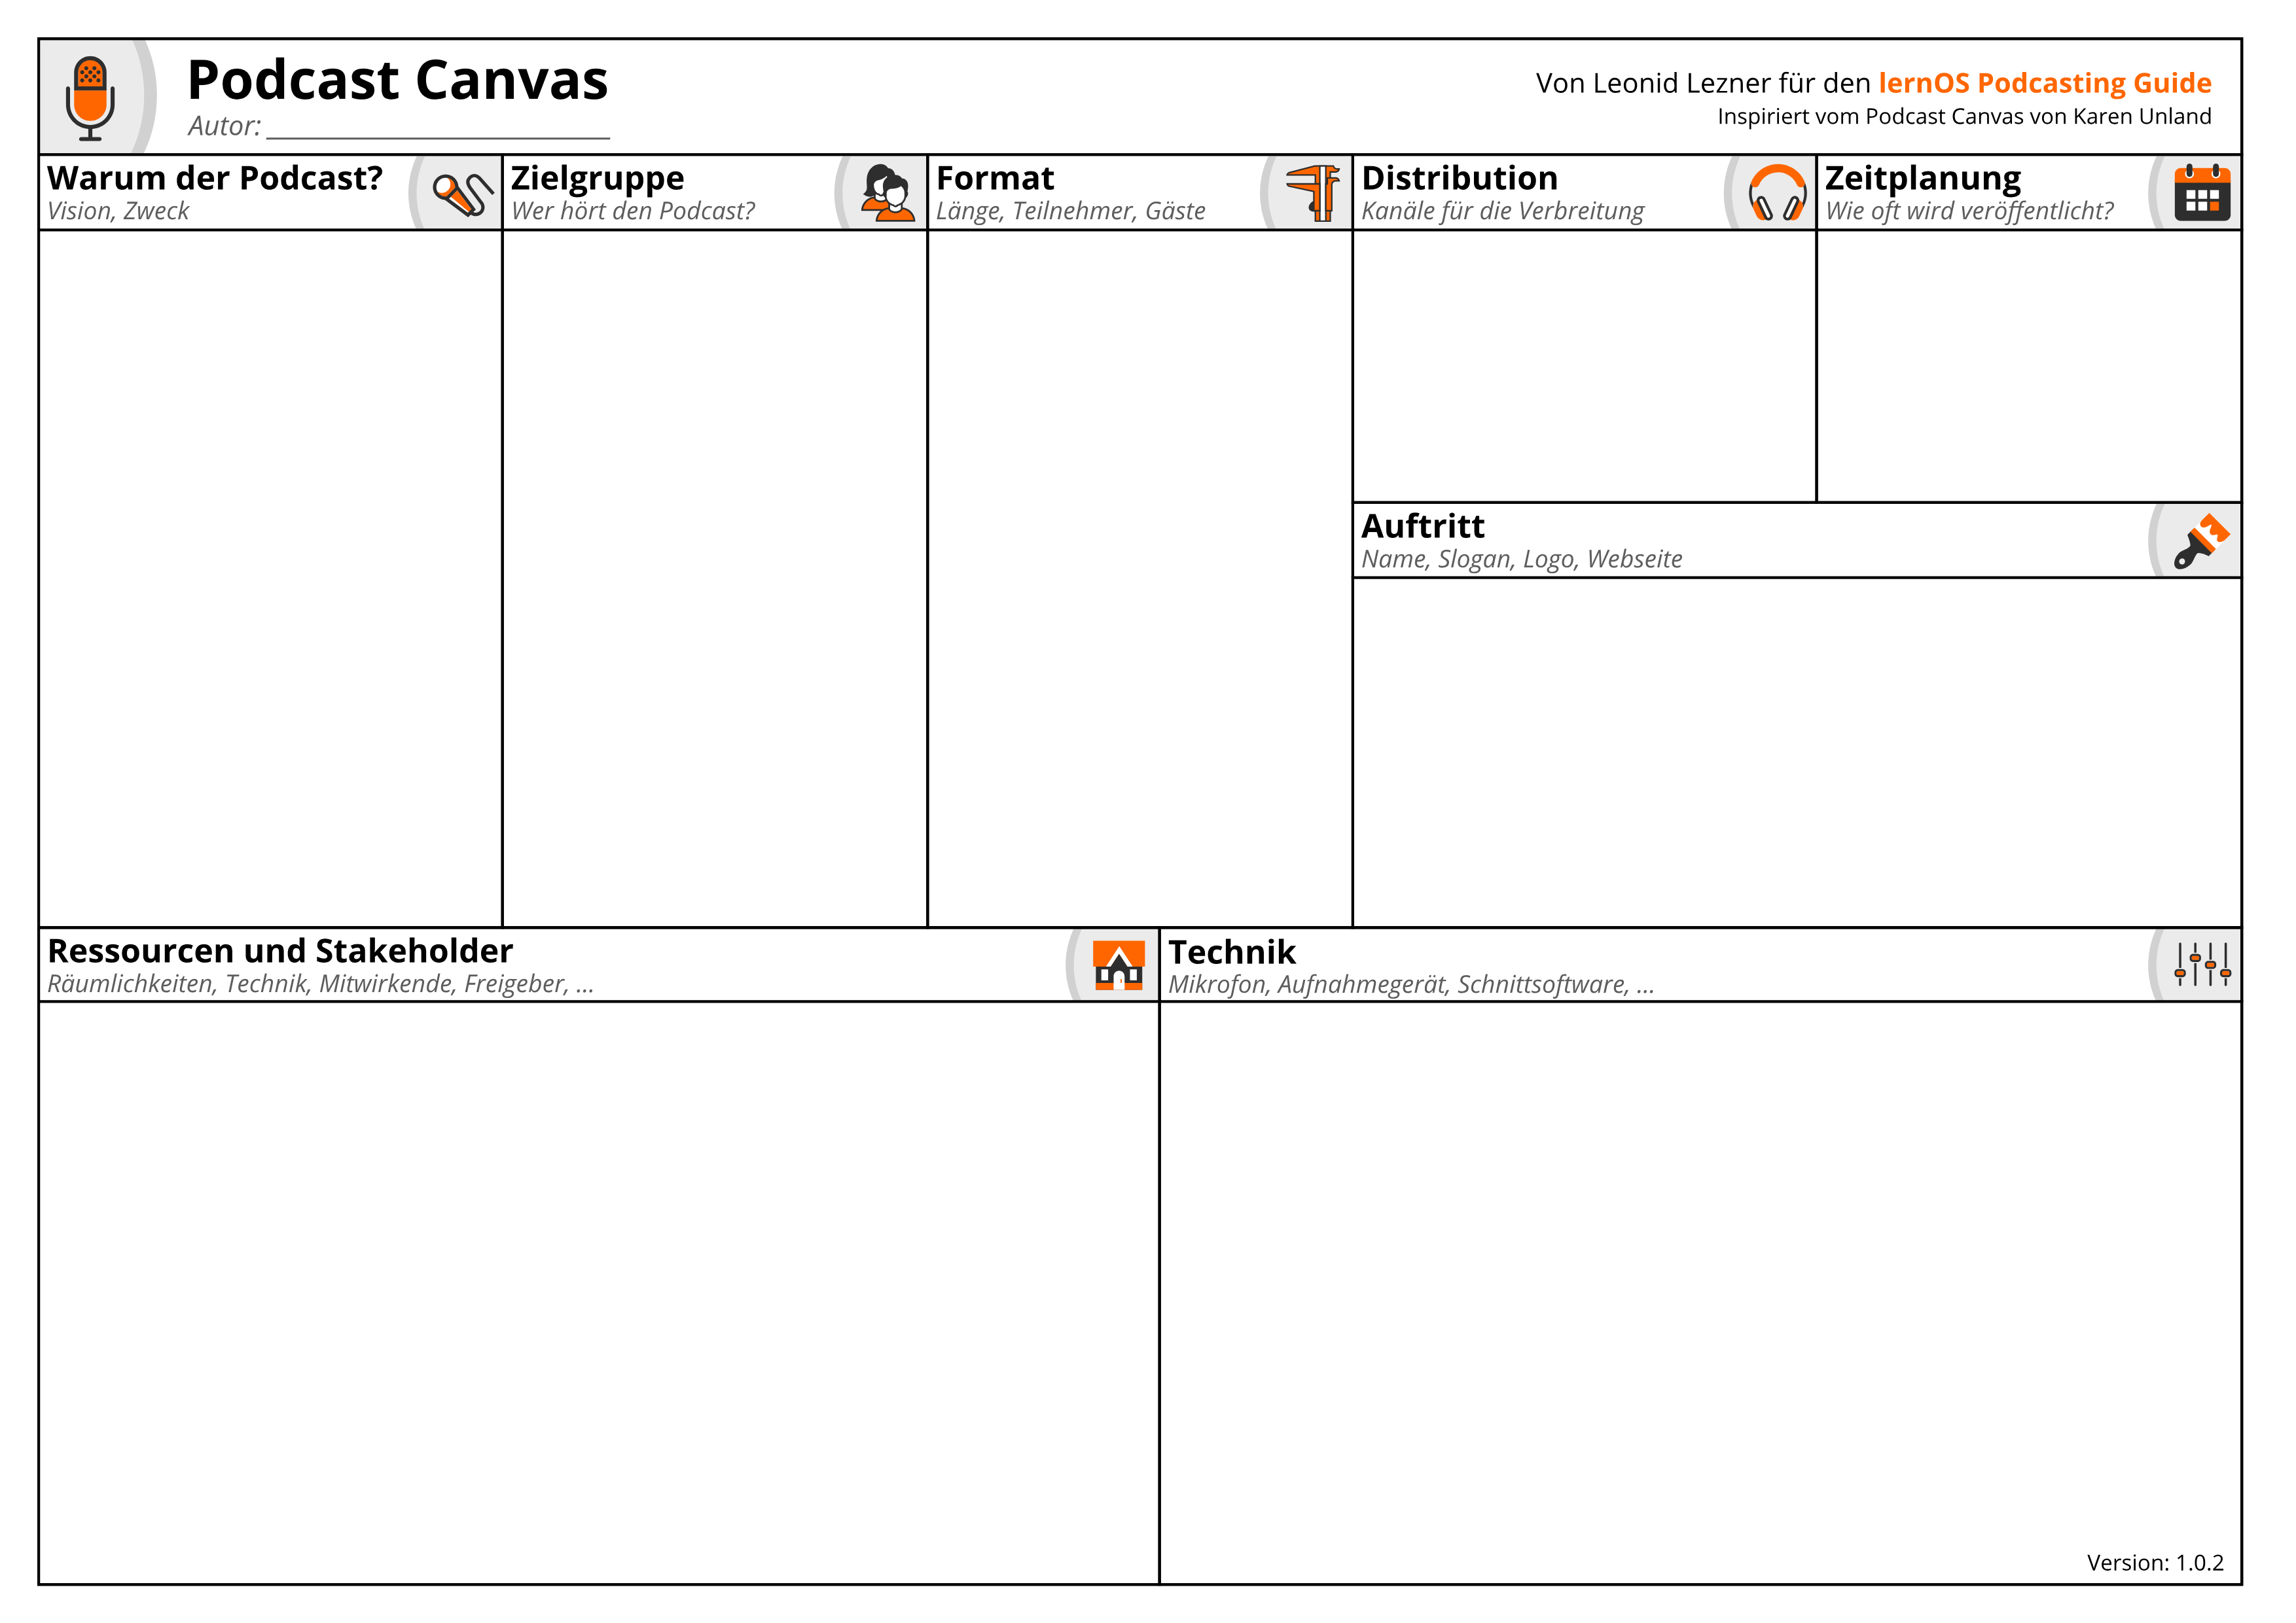 Podcast Canvas
Autor:
Von Leonid Lezner für den lernOS Podcasting Guide
Inspiriert vom Podcast Canvas von Karen Unland
Warum der Podcast?
Vision, Zweck
Zielgruppe
Wer hört den Podcast?
Format
Länge, Teilnehmer, Gäste
Distribution
Kanäle für die Verbreitung
Zeitplanung
Wie oft wird veröffentlicht?
Auftritt
Name, Slogan, Logo, Webseite
Ressourcen und Stakeholder
Räumlichkeiten, Technik, Mitwirkende, Freigeber, ...
Technik
Mikrofon, Aufnahmegerät, Schnittsoftware, ...
Version: 1.0.2